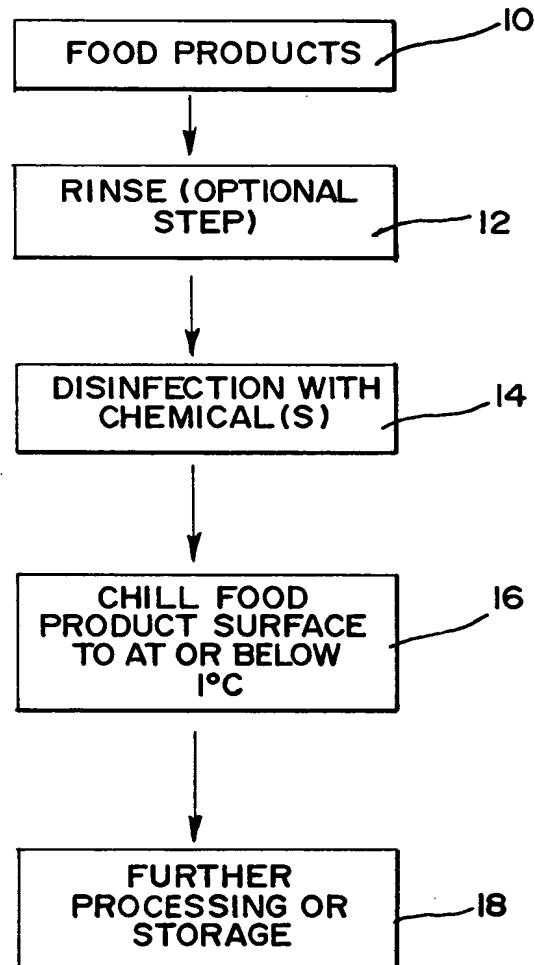 FOOD PRODUCTS
10
RINSE (OPTIONAL
STEP)
12
DISINFECTION WITH
CHEMICAL(S)
14
CHILL FOOD
PRODUCT SURFACE
TO AT OR BELOW
1°C
16
FURTHER
PROCESSING OR
STORAGE
18